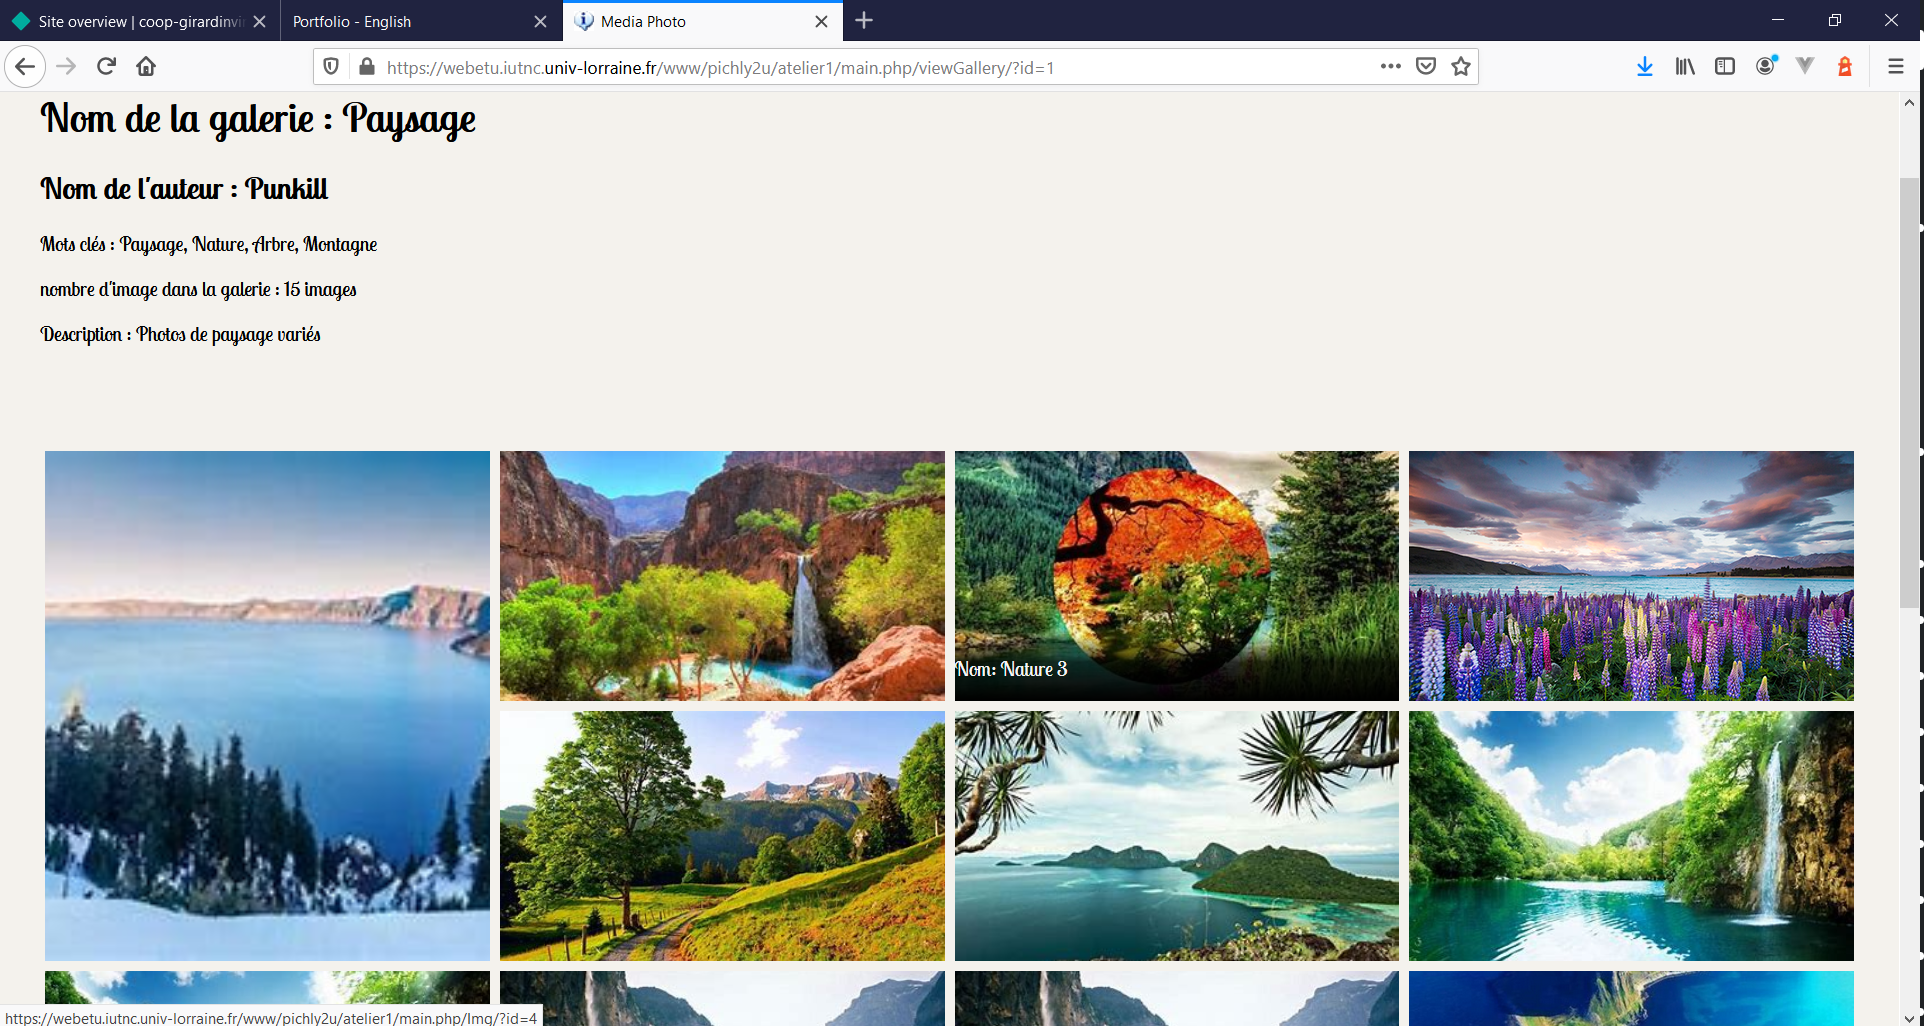 Site overview | coop-girardinvi
Portfolio - English
Media Photo
https://webetu.iutnc.univ-lorraine.fr/www/pichly2u/atelier1/main.php/viewGallery/?id=1
Nom de la galerie : Paysage
Nom de l'auteur : Punkill
Mots clés : Paysage, Nature, Arbre, Montagne
nombre d'image dans la galerie : 15 images
Description : Photos de paysage variés
Nom: Nature 3
https://webetu.iutnc.univ-lorraine.fr/www/pichly2u/atelier1/main.php/Img/?id=4